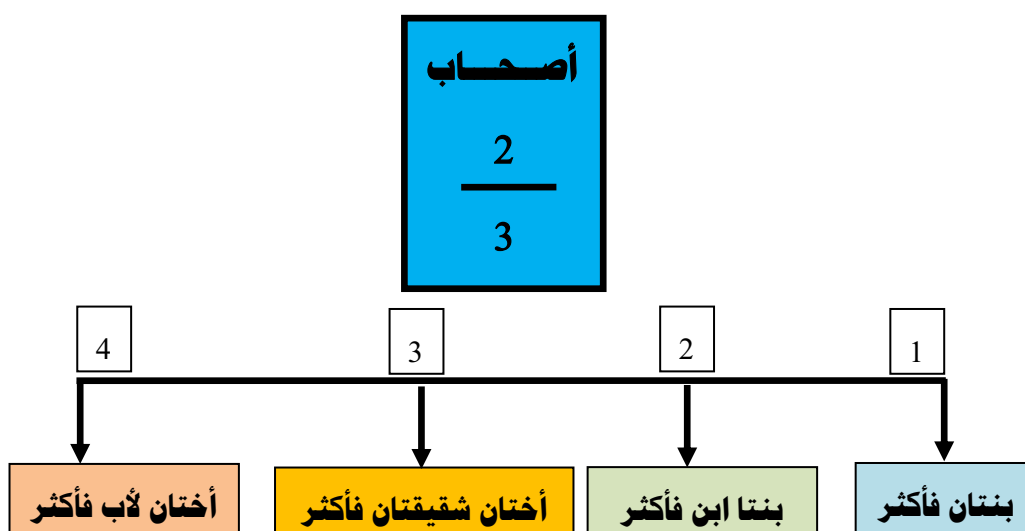 أصحاب
2
3
1
2
3
4
بنتان فأكثر
بنتا ابن فأكثر
أختان شقيقتان فأكثر
أختان لأب فأكثر